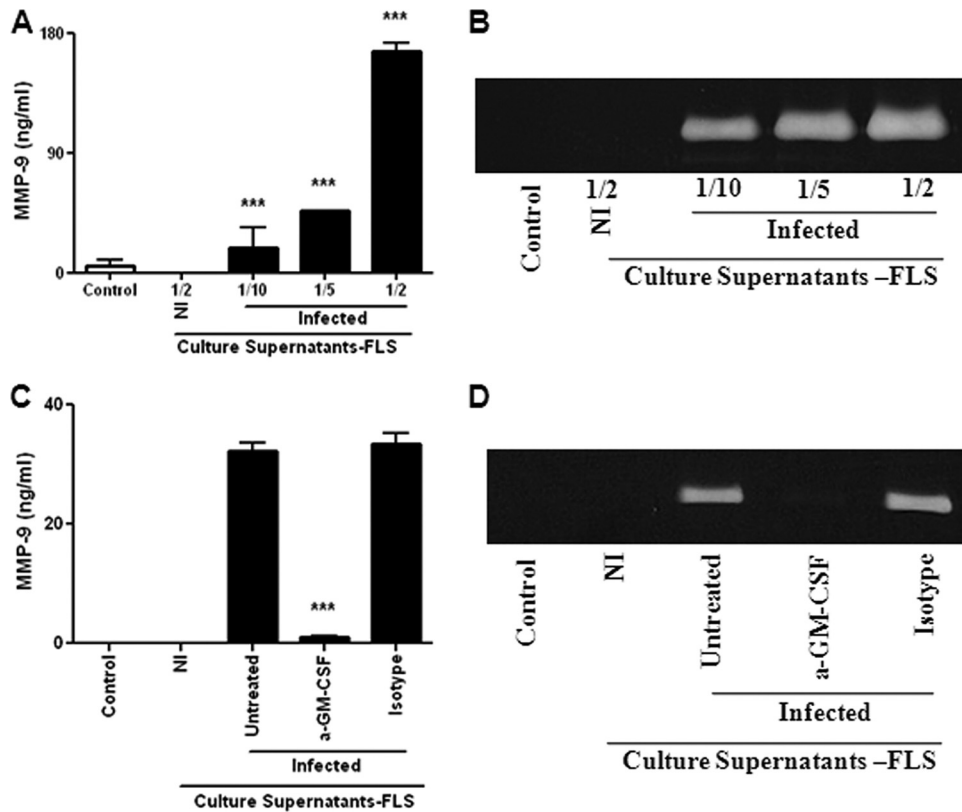 A
MMP-9 (ng/ml)
180
90
0
***
***
***
Control
1/2
NI
1/10
1/5
1/2
Infected
Culture Supernatants-FLS
B
Control
1/2
NI
1/10
1/5
1/2
Infected
Culture Supernatants –FLS
C
MMP-9 (ng/ml)
40
20
0
***
Control
NI
Untreated
a-GM-CSF
Isotype
Infected
Culture Supernatants-FLS
D
Control
NI
Untreated
a-GM-CSF
Isotype
Infected
Culture Supernatants –FLS